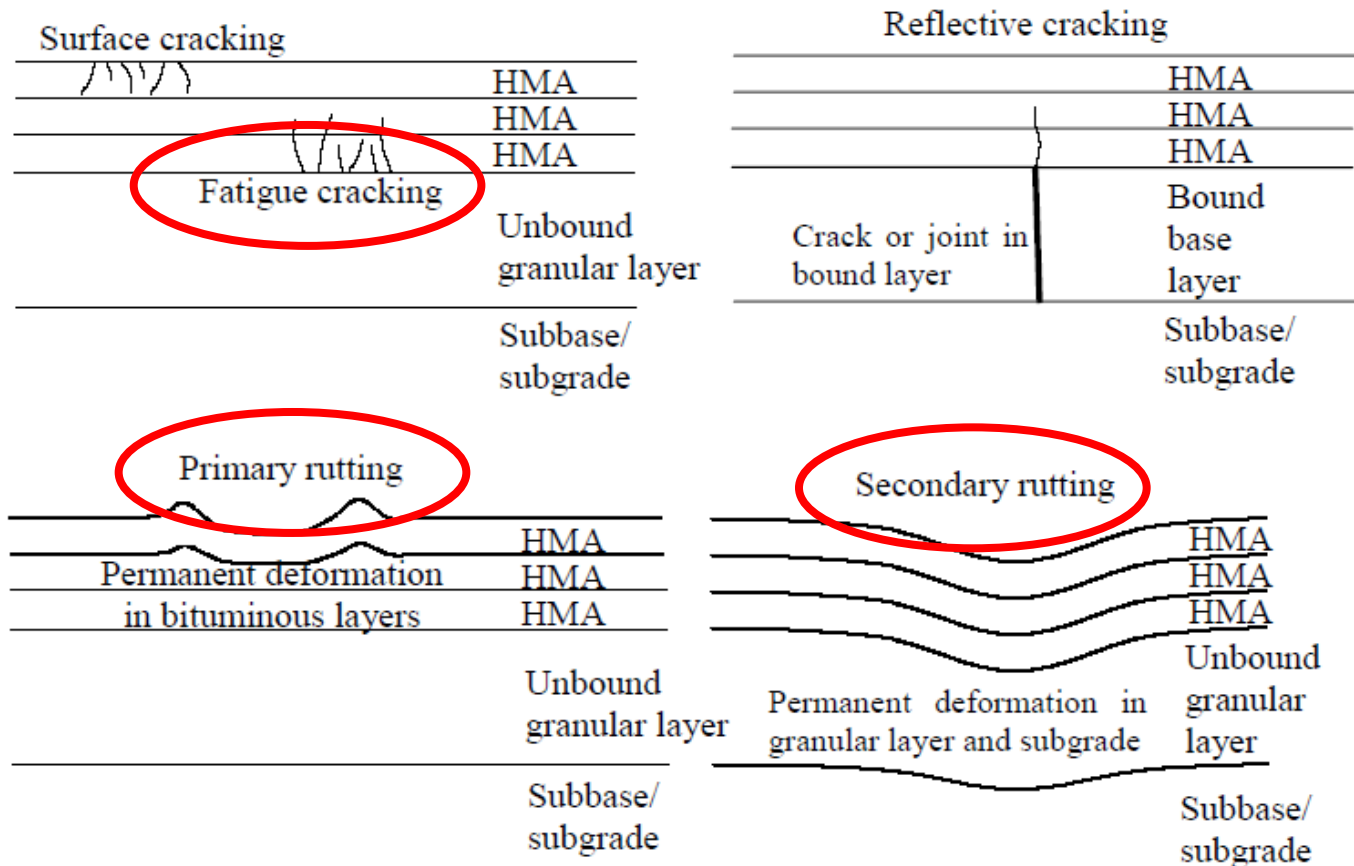 Surface cracking
HMA
HMA
HMA
Fatigue cracking
Unbound
granular layer
Subbase/
subgrade
Reflective cracking
HMA
HMA
HMA
Crack or joint in
bound layer
Bound
base
layer
Subbase/
subgrade
Primary rutting
HMA
Permanent deformation
HMA
in bituminous layers
HMA
Unbound
granular layer
Subbase/
subgrade
Secondary rutting
HMA
HMA
HMA
Permanent deformation in
granular layer and subgrade
Unbound
granular
layer
Subbase/
subgrade